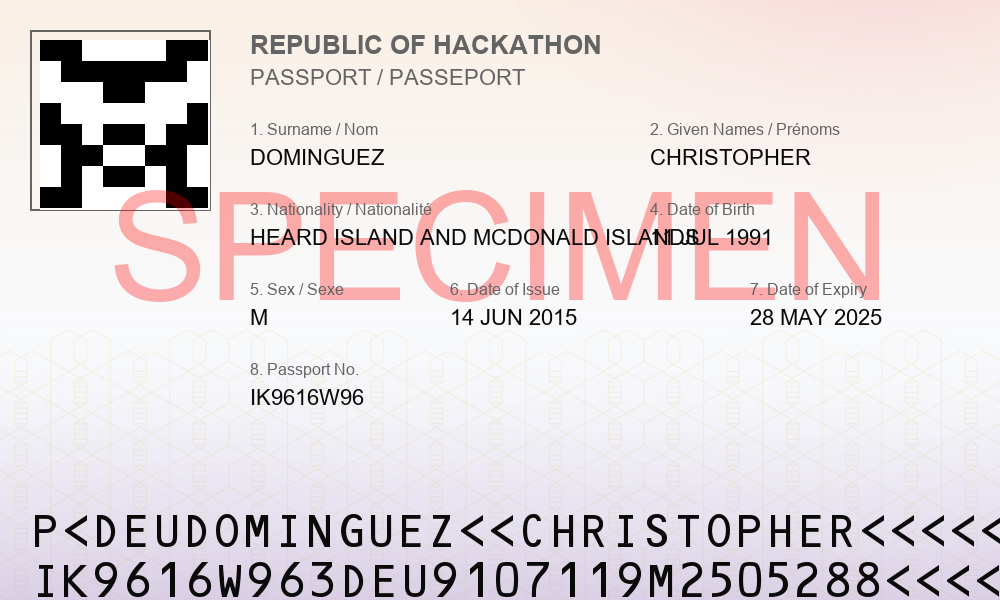 REPUBLIC OF HACKATHON
PASSPORT / PASSEPORT
1. Surname / Nom 2. Given Names / Prénoms
DOMINGUEZ CHRISTOPHER
SPECIMEN
3. Nationality / Nationalité 4. Date of Birth
HEARD ISLAND AND MCDONALD ISLANDS 11 JUL 1991
5. Sex / Sexe 6. Date of Issue 7. Date of Expiry
M 14 JUN 2015 28 MAY 2025
8. Passport No.
IK9616W96
P<DEUDOMINGUEZ<<CHRISTOPHER<<<<<
IK9616W963DEU9107119M2505288<<<<